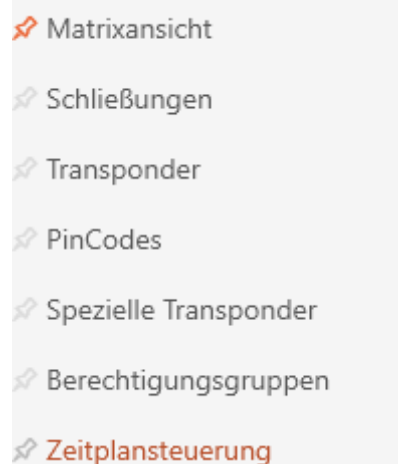 Matrixansicht
Schließungen
Transponder
PinCodes
Spezielle Transponder
Berechtigungsgruppen
Zeitplansteuerung